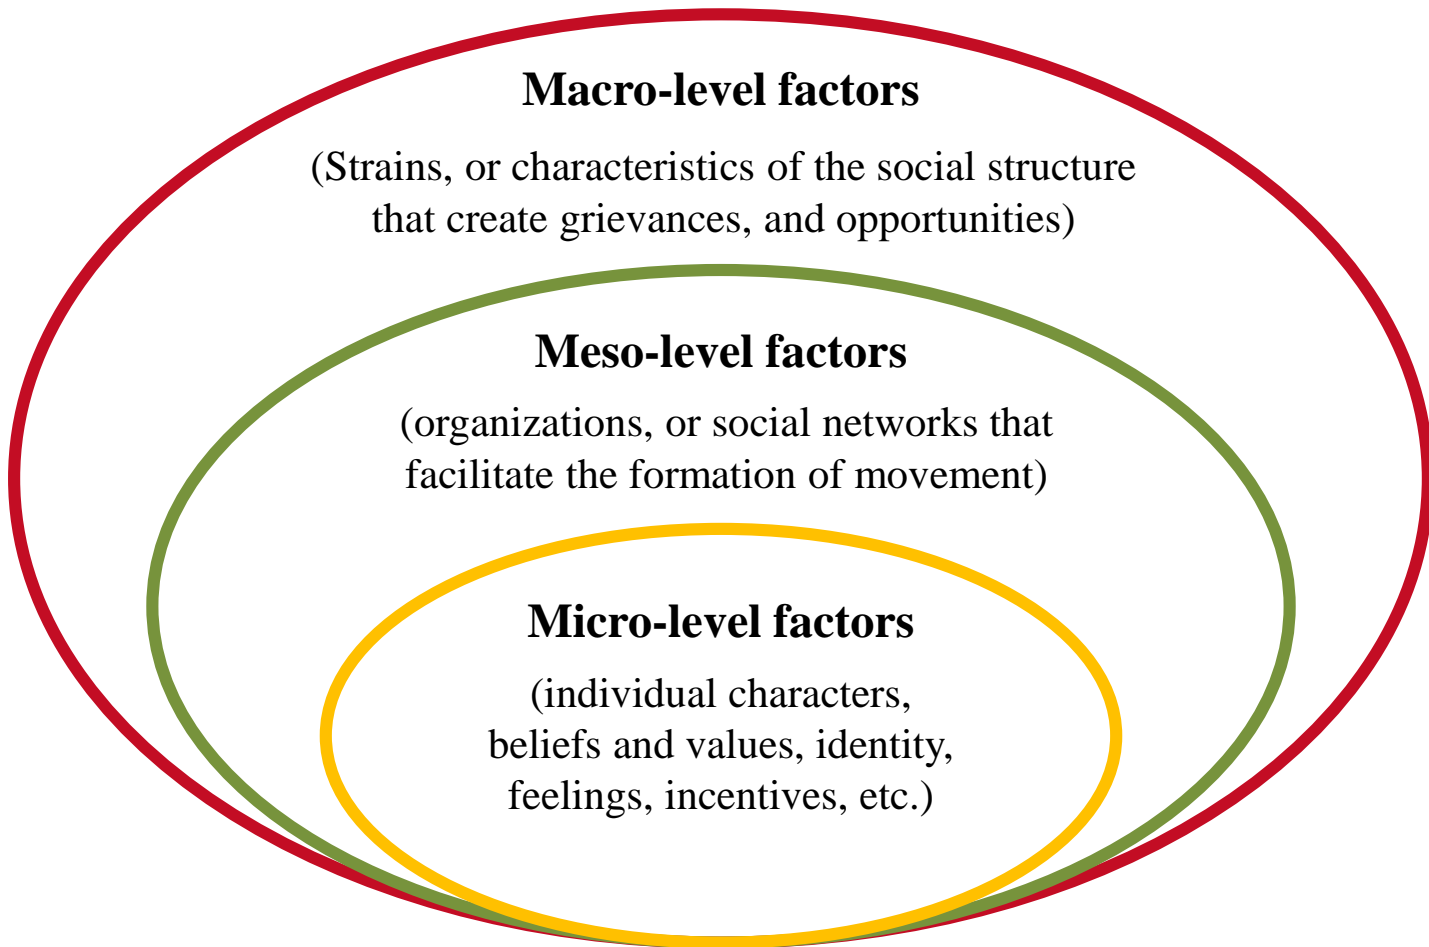 Macro-level factors
(Strains, or characteristics of the social structure
that create grievances, and opportunities)
Meso-level factors
(organizations, or social networks that
facilitate the formation of movement)
Micro-level factors
(individual characters,
beliefs and values, identity,
feelings, incentives, etc.)